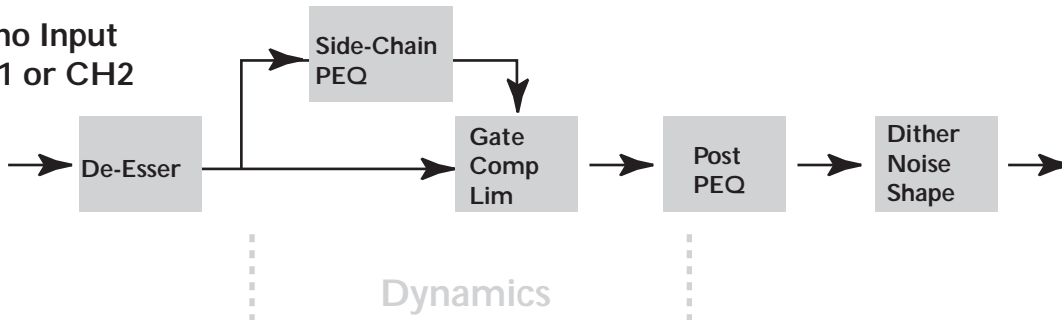 no Input
1 or CH2
Side-Chain
PEQ
De-Esser
Gate
Comp
Lim
Post
PEQ
Dither
Noise
Shape
Dynamics